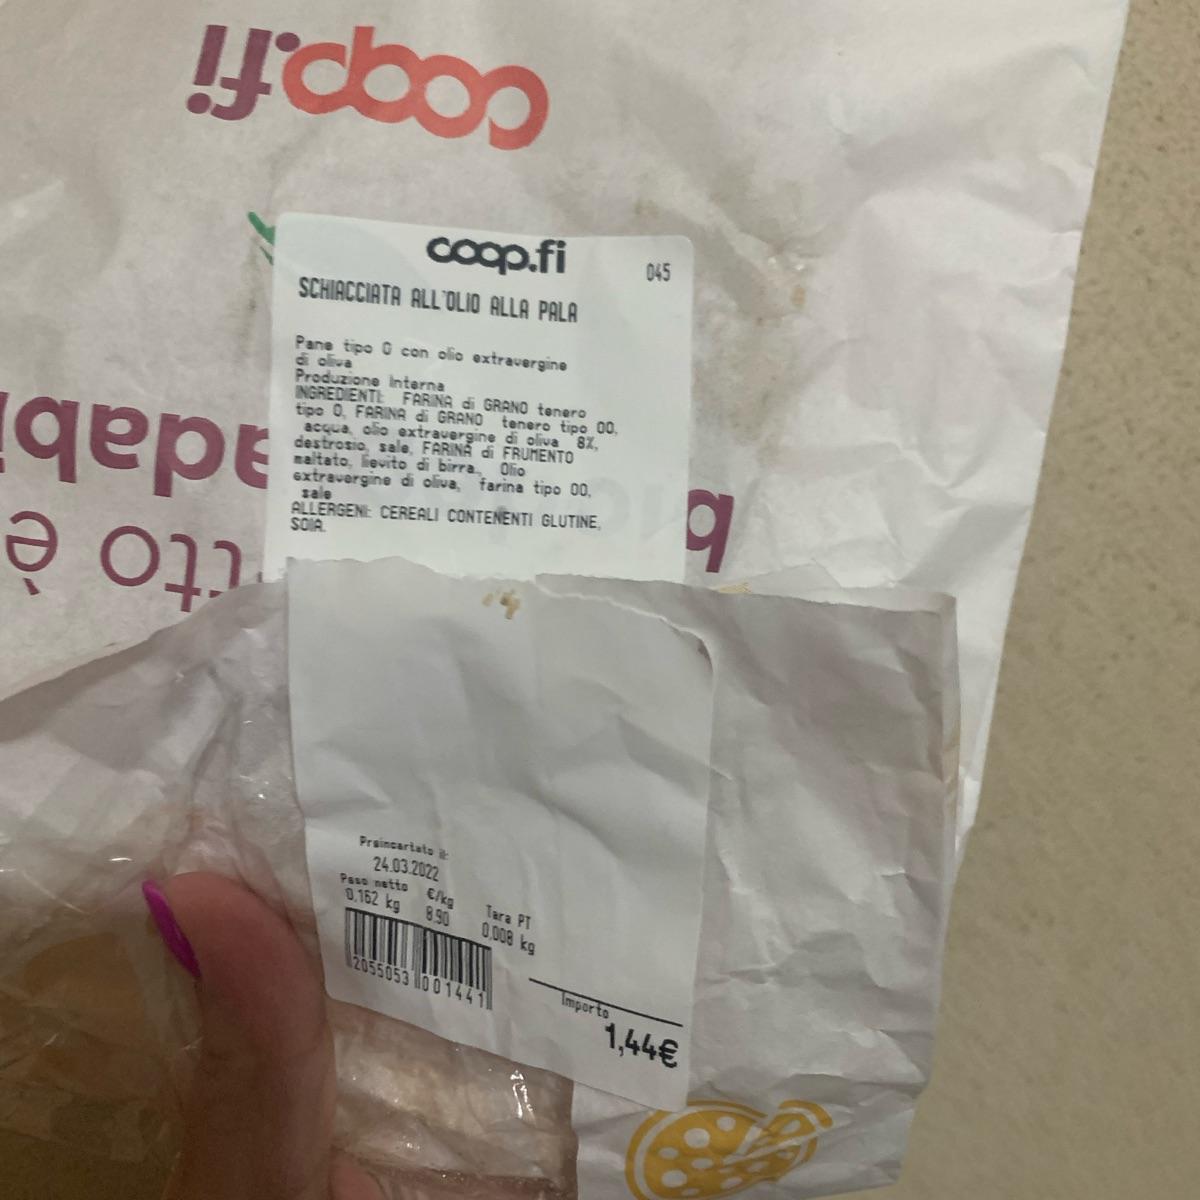 coop.fi
coop.fi
045
SCHIACCIATA ALL'OLIO ALLA PALA
Pane tipo 0 con olio extravergine
di oliva
Produzione Interna
INGREDIENTI: FARINA di GRANO tenero
tipo 0, FARINA di GRANO tenero tipo 00,
acqua, olio extravergine di oliva 8%,
destrosio, sale, FARINA di FRUMENTO
maltato, lievito di birra., Olio
extravergine di oliva, farina tipo 00,
sale
ALLERGENI: CEREALI CONTENENTI GLUTINE,
SOIA.
è
Preincartato il:
24.03.2022
Peso netto €/kg Tara PT
0,162 kg 8,90 0,008 kg
2055053 001441
Importo
1,44€